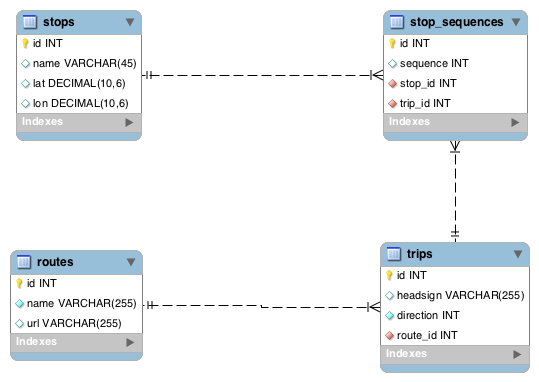 stops
id INT
name VARCHAR(45)
lat DECIMAL(10,6)
lon DECIMAL(10,6)
Indexes
stop_sequences
id INT
sequence INT
stop_id INT
trip_id INT
Indexes
routes
id INT
name VARCHAR(255)
url VARCHAR(255)
Indexes
trips
id INT
headsign VARCHAR(255)
direction INT
route_id INT
Indexes